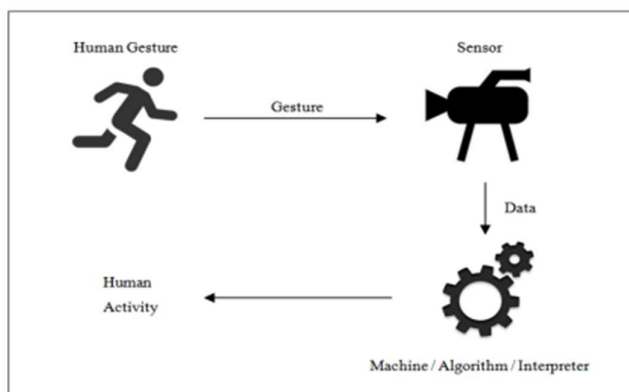 Human Gesture
Sensor
Gesture
Data
Human
Activity
Machine / Algorithm / Interpreter